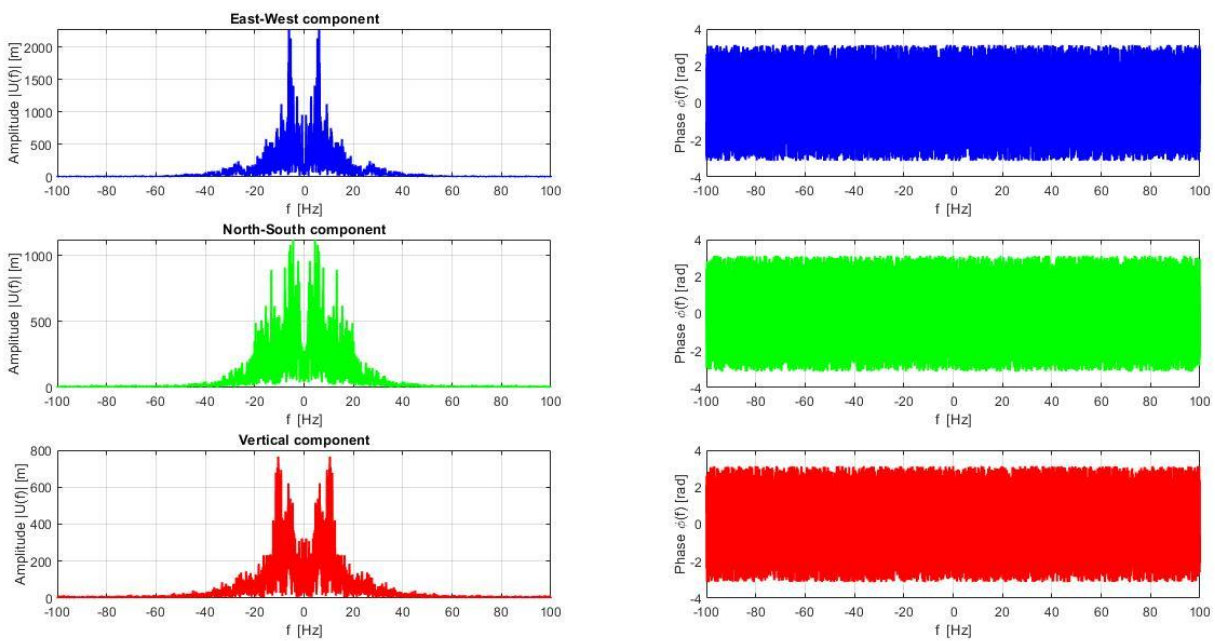 East-West component
Amplitude |U(f)| [m]
2000
1500
1000
500
0
-100 -80 -60 -40 -20 0 20 40 60 80 100
f [Hz]
Phase ϕ(f) [rad]
4
2
0
-2
-4
-100 -80 -60 -40 -20 0 20 40 60 80 100
f [Hz]
North-South component
Amplitude |U(f)| [m]
1000
500
0
-100 -80 -60 -40 -20 0 20 40 60 80 100
f [Hz]
Phase ϕ(f) [rad]
4
2
0
-2
-4
-100 -80 -60 -40 -20 0 20 40 60 80 100
f [Hz]
Vertical component
Amplitude |U(f)| [m]
800
600
400
200
0
-100 -80 -60 -40 -20 0 20 40 60 80 100
f [Hz]
Phase ϕ(f) [rad]
4
2
0
-2
-4
-100 -80 -60 -40 -20 0 20 40 60 80 100
f [Hz]